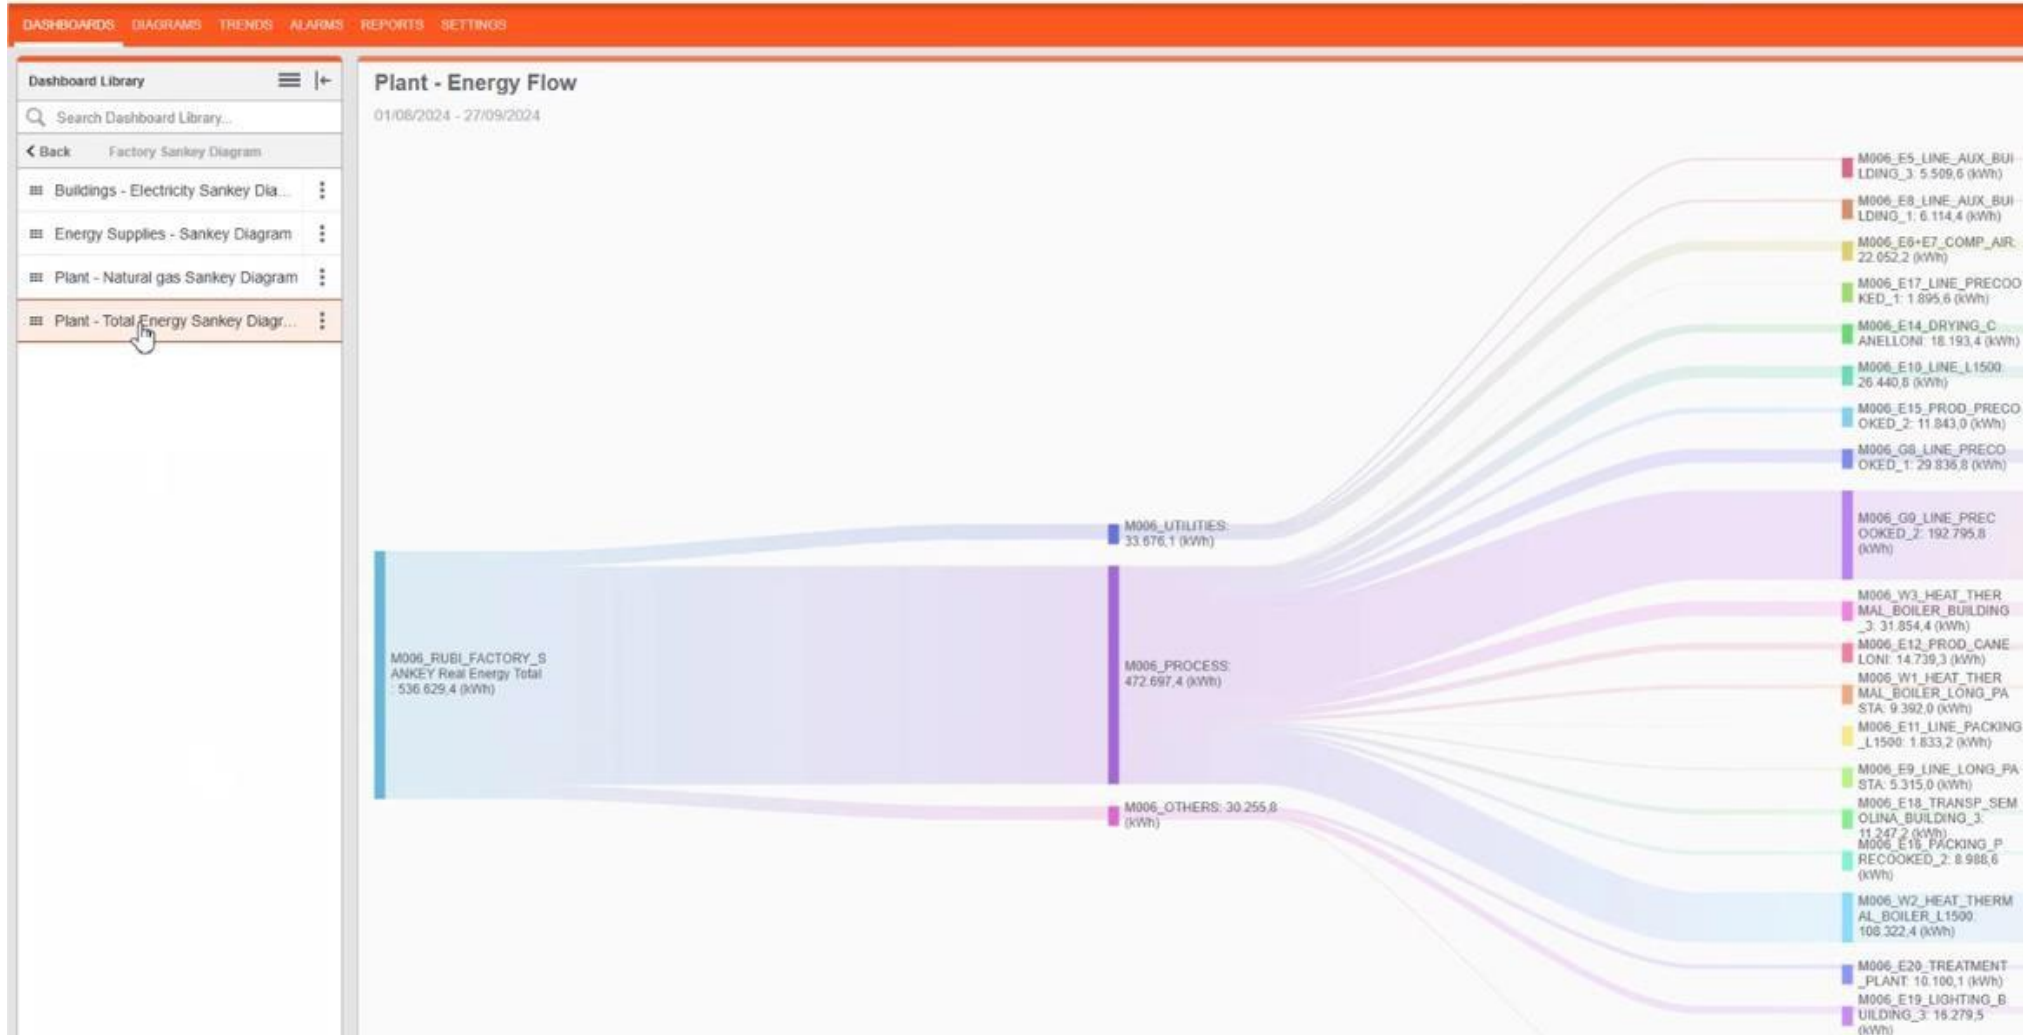 DASHBOARDS DIAGRAMS TRENDS ALARMS REPORTS SETTINGS
Dashboard Library
Search Dashboard Library...
Back Factory Sankey Diagram
Buildings - Electricity Sankey Dia...
Energy Supplies - Sankey Diagram
Plant - Natural gas Sankey Diagram
Plant - Total Energy Sankey Diagr...
Plant - Energy Flow
01/08/2024 - 27/09/2024
M006_RUBI_FACTORY_S
ANKEY Real Energy Total
: 536.629,4 (kWh)
M006_UTILITIES:
33.676,1 (kWh)
M006_PROCESS:
472.697,4 (kWh)
M006_OTHERS: 30.255,8
(kWh)
M006_E5_LINE_AUX_BUI
LDING_3: 5.509,6 (kWh)
M006_E8_LINE_AUX_BUI
LDING_1: 6.114,4 (kWh)
M006_E6+E7_COMP_AIR:
22.052,2 (kWh)
M006_E17_LINE_PRECOO
KED_1: 1.895,6 (kWh)
M006_E14_DRYING_C
ANELLONI: 18.193,4 (kWh)
M006_E10_LINE_L1500:
26.440,8 (kWh)
M006_E15_PROD_PRECO
OKED_2: 11.843,0 (kWh)
M006_G8_LINE_PRECO
OKED_1: 29.836,8 (kWh)
M006_G9_LINE_PREC
OOKED_2: 192.795,8
(kWh)
M006_W3_HEAT_THER
MAL_BOILER_BUILDING
_3: 31.854,4 (kWh)
M006_E12_PROD_CANE
LONI: 14.739,3 (kWh)
M006_W1_HEAT_THER
MAL_BOILER_LONG_PA
STA: 9.392,0 (kWh)
M006_E11_LINE_PACKING
_L1500: 1.833,2 (kWh)
M006_E9_LINE_LONG_PA
STA: 5.315,0 (kWh)
M006_E18_TRANSP_SEM
OLINA_BUILDING_3:
11.247,2 (kWh)
M006_E16_PACKING_P
RECOOKED_2: 8.988,6
(kWh)
M006_W2_HEAT_THERM
AL_BOILER_L1500:
108.322,4 (kWh)
M006_E20_TREATMENT
_PLANT: 10.100,1 (kWh)
M006_E19_LIGHTING_B
UILDING_3: 16.279,5
(kWh)